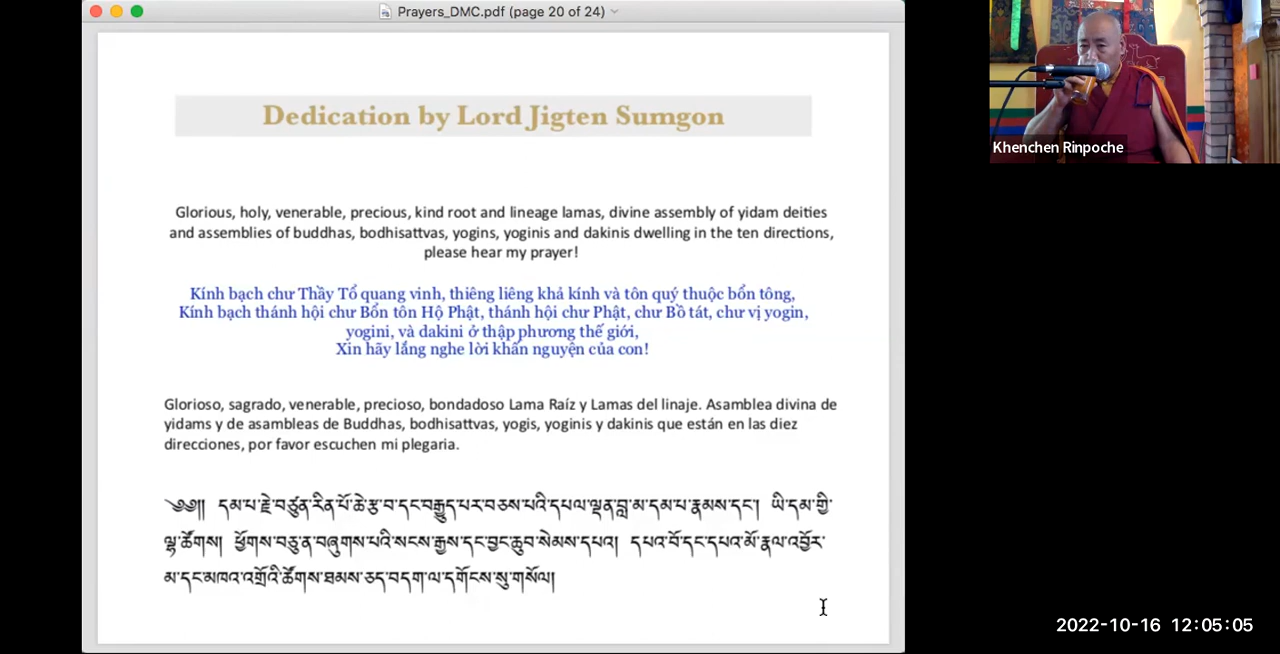 Prayers_DMC.pdf (page 20 of 24)
Dedication by Lord Jigten Sumgon
Glorious, holy, venerable, precious, kind root and lineage lamas, divine assembly of yidam deities
and assemblies of buddhas, bodhisattvas, yogins, yoginis and dakinis dwelling in the ten directions,
please hear my prayer!
Kính bạch chư Thầy Tổ quang vinh, thiêng liêng khả kính và tôn quý thuộc bổn tông,
Kính bạch thánh hội chư Bổn tôn Hộ Phật, thánh hội chư Phật, chư Bồ tát, chư vị yogin,
yogini, và dakini ở thập phương thế giới,
Xin hãy lắng nghe lời khấn nguyện của con!
Glorioso, sagrado, venerable, precioso, bondadoso Lama Raíz y Lamas del linaje. Asamblea divina de
yidams y de asambleas de Buddhas, bodhisattvas, yogis, yoginis y dakinis que están en las diez
direcciones, por favor escuchen mi plegaria.
༄༅༎ དམ་པ་རྗེ་བཙུན་རིན་པོ་ཆེ་རྩ་བ་དང་བརྒྱུད་པར་བཅས་པའི་དཔལ་ལྡན་བླ་མ་དམ་པ་རྣམས་དང་། ཡི་དམ་གྱི་
ལྷ་ཚོགས། ཕྱོགས་བཅུ་ན་བཞུགས་པའི་སངས་རྒྱས་དང་བྱང་ཆུབ་སེམས་དཔའ། དཔའ་བོ་དང་དཔའ་མོ་རྣལ་འབྱོར་
མ་དང་མཁའ་འགྲོའི་ཚོགས་ཐམས་ཅད་བདག་ལ་དགོངས་སུ་གསོལ།
Khenchen Rinpoche
2022-10-16 12:05:05